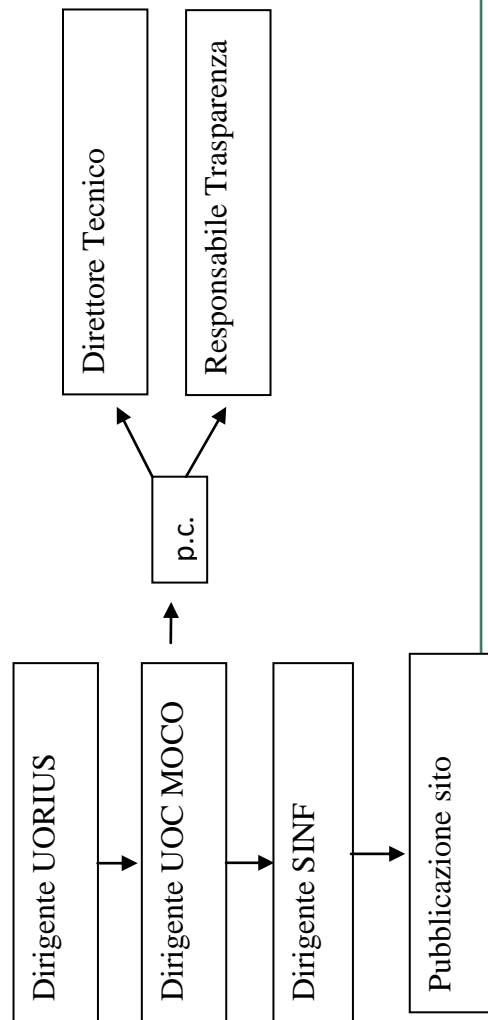 Dirigente UORIUS
Dirigente UOC MOCO
p.c.
Direttore Tecnico
Responsabile Trasparenza
Dirigente SINF
Pubblicazione sito